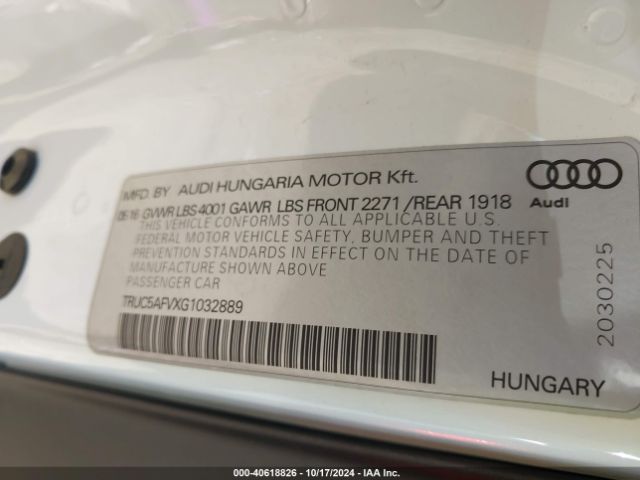 MFD. BY AUDI HUNGARIA MOTOR Kft.
06-16 GVWR LBS 4001 GAWR LBS FRONT 2271 /REAR 1918
THIS VEHICLE CONFORMS TO ALL APPLICABLE U.S.
FEDERAL MOTOR VEHICLE SAFETY, BUMPER AND THEFT
PREVENTION STANDARDS IN EFFECT ON THE DATE OF
MANUFACTURE SHOWN ABOVE
PASSENGER CAR
TRUC5AFVXG1032889
Audi
2030225
HUNGARY
000-40618826 - 10/17/2024 - IAA Inc.